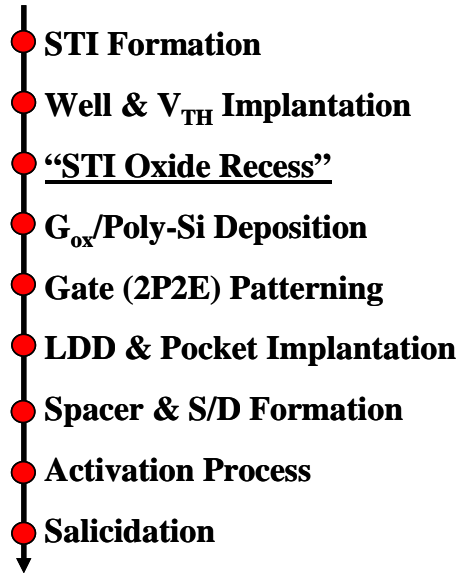 STI Formation
Well & VTH Implantation
“STI Oxide Recess”
Gox/Poly-Si Deposition
Gate (2P2E) Patterning
LDD & Pocket Implantation
Spacer & S/D Formation
Activation Process
Salicidation